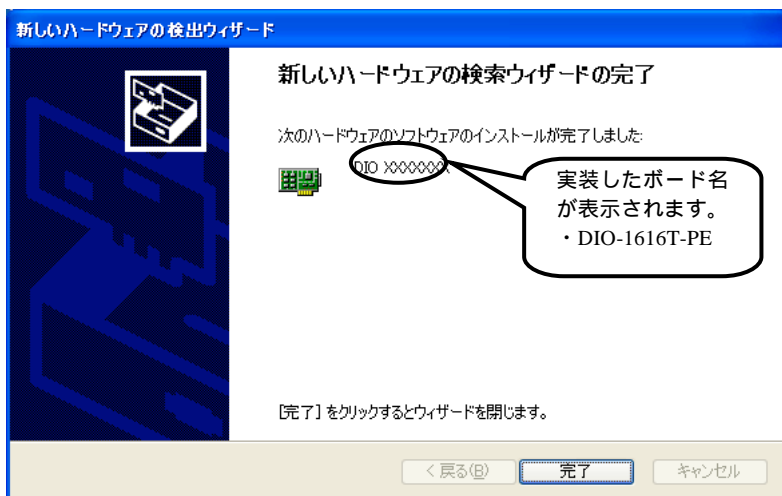 新しいハードウェアの検出ウィザード
新しいハードウェアの検索ウィザードの完了
次のハードウェアのソフトウェアのインストールが完了しました:
DIO XXXXXXX
実装したボード名
が表示されます。
・DIO-1616T-PE
[完了] をクリックするとウィザードを閉じます。
< 戻る(B)
完了
キャンセル